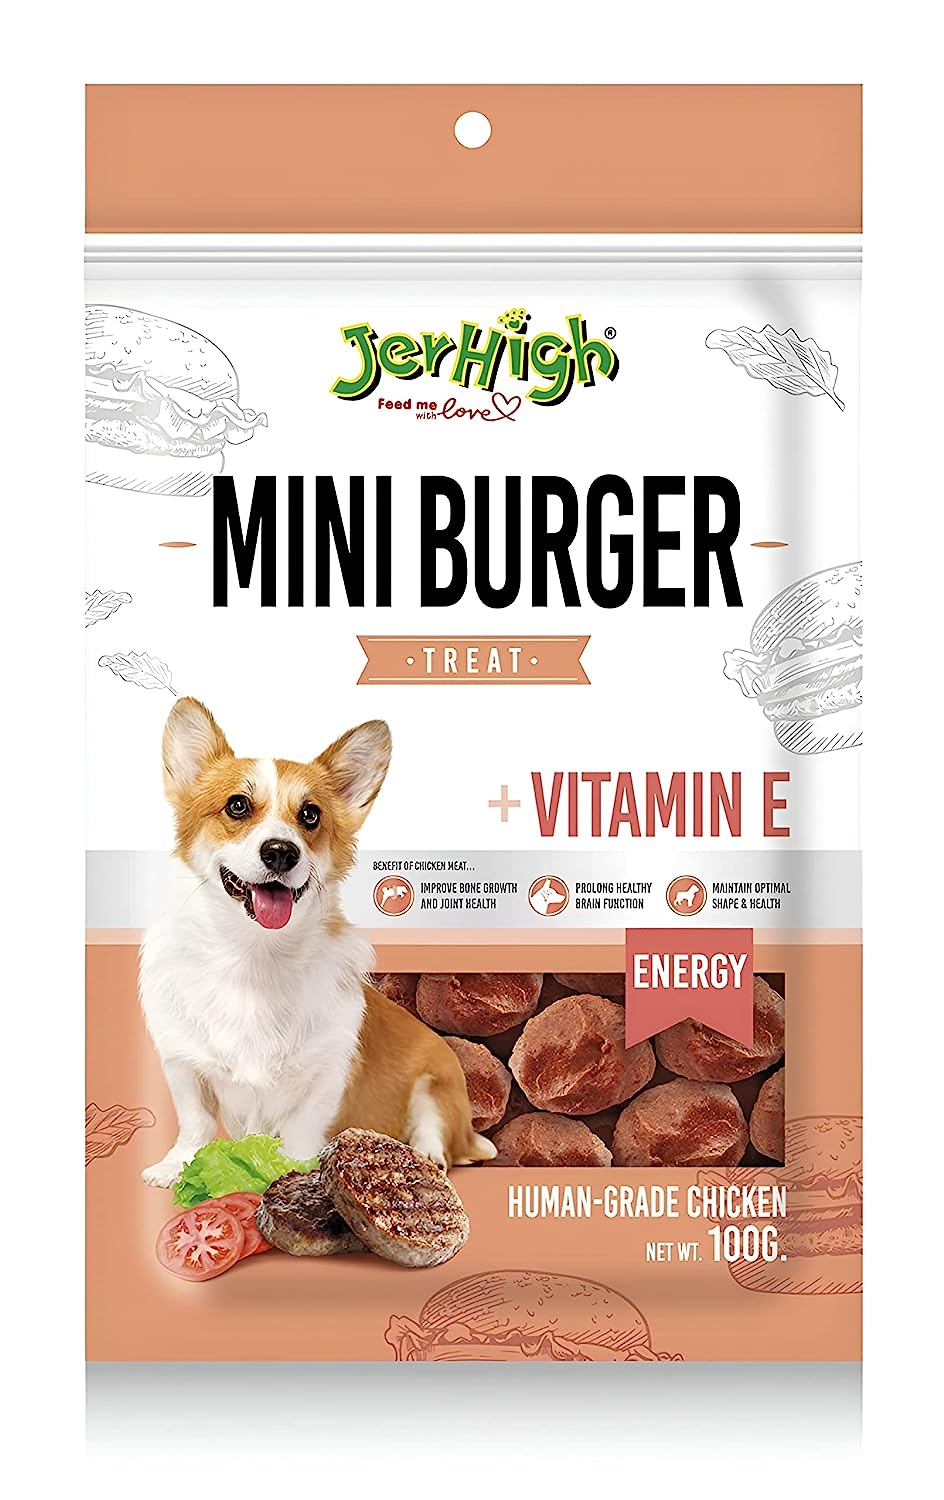 JerHigh®
Feed me with love
MINI BURGER
· TREAT ·
+ VITAMIN E
BENEFIT OF CHICKEN MEAT...
IMPROVE BONE GROWTH
AND JOINT HEALTH
PROLONG HEALTHY
BRAIN FUNCTION
MAINTAIN OPTIMAL
SHAPE & HEALTH
ENERGY
HUMAN-GRADE CHICKEN
NET WT. 100G.